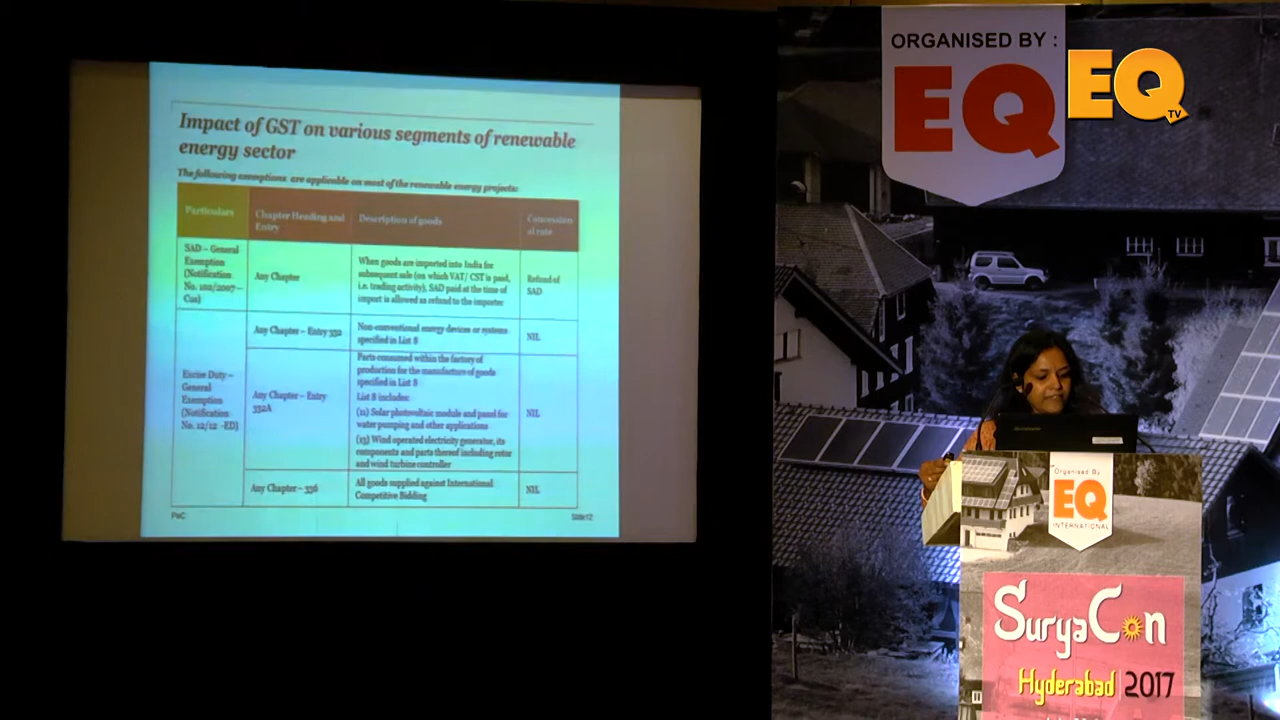 Impact of GST on various segments of renewable
energy sector
The following exemptions are applicable on most of the renewable energy projects:
Particulars
Chapter Heading and
Entry
Description of goods
Concession
al rate
SAD – General
Exemption
(Notification
No. 102/2007 –
Cus)
Any Chapter
When goods are imported into India for
subsequent sale (on which VAT/ CST is paid,
i.e. trading activity), SAD paid at the time of
import is allowed as refund to the importer
Refund of
SAD
Excise Duty –
General
Exemption
(Notification
No. 12/12 -ED)
Any Chapter – Entry 332
Non-conventional energy devices or systems
specified in List 8
NIL
Any Chapter – Entry
332A
Parts consumed within the factory of
production for the manufacture of goods
specified in List 8
List 8 includes:
(11) Solar photovoltaic module and panel for
water pumping and other applications
(13) Wind operated electricity generator, its
components and parts thereof including rotor
and wind turbine controller
NIL
Any Chapter – 336
All goods supplied against International
Competitive Bidding
NIL
PwC
Slide12
ORGANISED BY :
EQ
EQ
TV
Organised By
EQ
INTERNATIONAL
SuryaCon
Hyderabad 2017